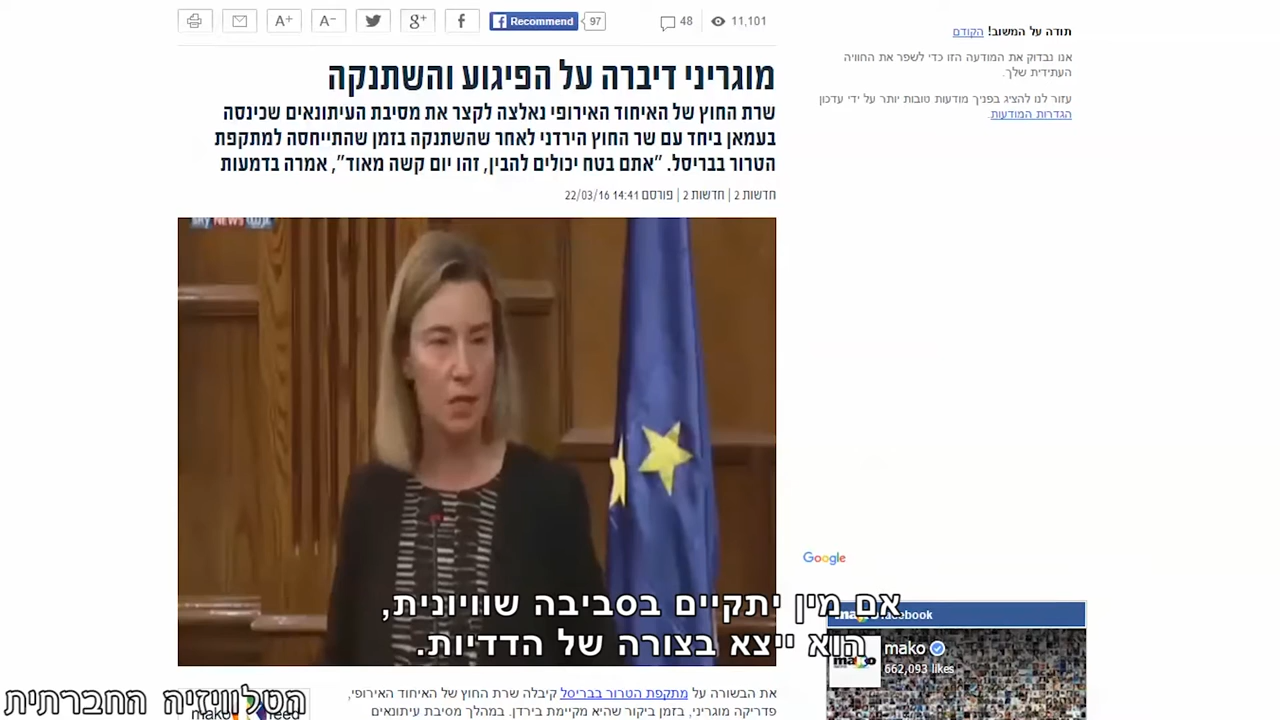 A+
A-
g+
f
Recommend
97
48
11,101
תודה על המשוב! הקודם
אנו נבדוק את המודעה הזו כדי לשפר את החוויה
העתידית שלך.
עזור לנו להציג בפניך מודעות טובות יותר על ידי עדכון
הגדרות המודעות.
מוגריני דיברה על הפיגוע והשתנקה
שרת החוץ של האיחוד האירופי נאלצה לקצר את מסיבת העיתונאים שכינסה
בעמאן ביחד עם שר החוץ הירדני לאחר שהשתנקה בזמן שהתייחסה למתקפת
הטרור בבריסל. "אתם בטח יכולים להבין, זהו יום קשה מאוד", אמרה בדמעות
חדשות 2 | חדשות 2 | פורסם 14:41 22/03/16
sky NEWS عربية
Google
אם מין יתקיים בסביבה שוויונית,
הוא ייצא בצורה של הדדיות.
facebook
mako
662,093 likes
את הבשורה על מתקפת הטרור בבריסל קיבלה שרת החוץ של האיחוד האירופי,
פדריקה מוגריני, בזמן ביקור שהיא מקיימת בירדן. במהלך מסיבת עיתונאים
הטלוויזיה החברתית
mako
feed